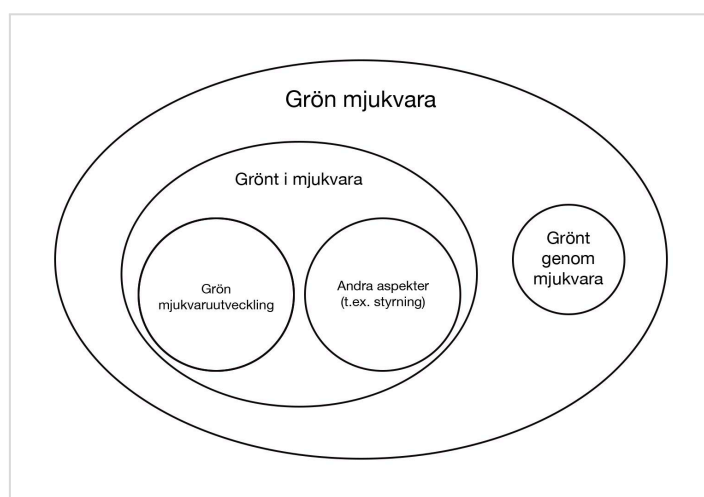 Grön mjukvara
Grönt i mjukvara
Grön
mjukvaruutveckling
Andra aspekter
(t.ex. styrning)
Grönt
genom
mjukvara